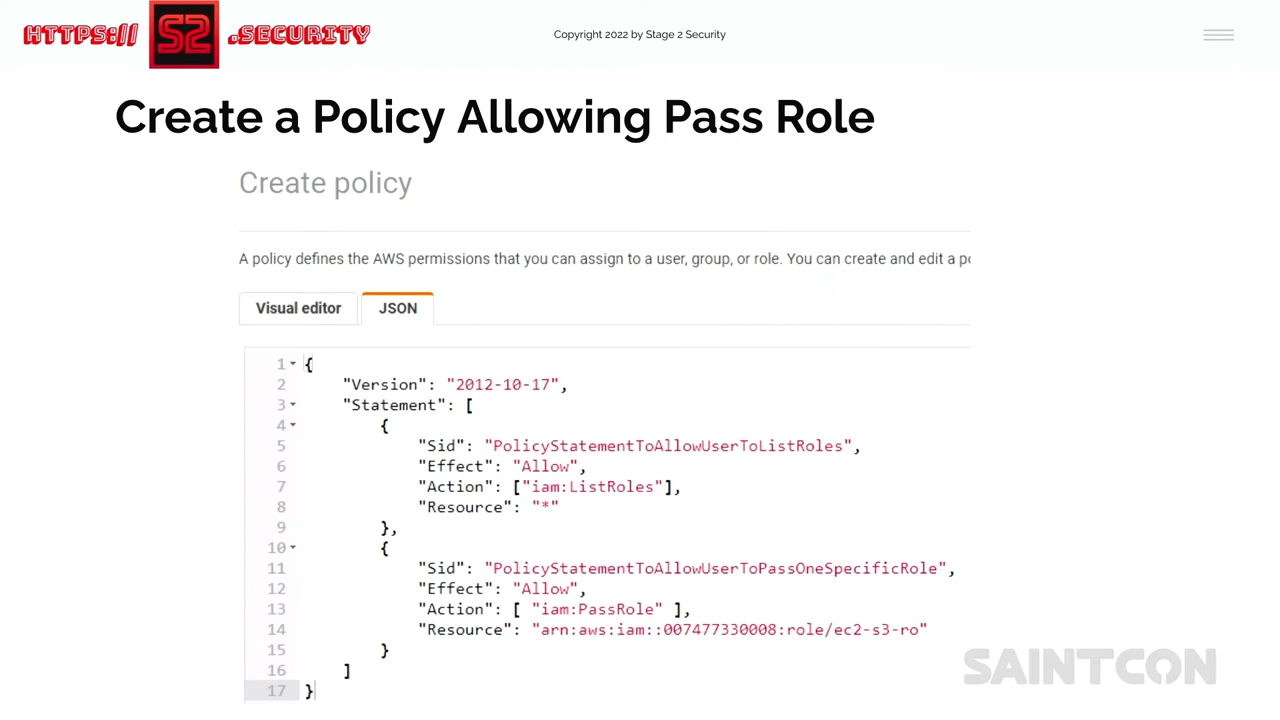 HTTPS://
S2
.SECURITY
Copyright 2022 by Stage 2 Security
Create a Policy Allowing Pass Role
Create policy
A policy defines the AWS permissions that you can assign to a user, group, or role. You can create and edit a
Visual editor
JSON
1 {
2 "Version": "2012-10-17",
3 "Statement": [
4 {
5 "Sid": "PolicyStatementToAllowUserToListRoles",
6 "Effect": "Allow",
7 "Action": ["iam:ListRoles"],
8 "Resource": "*"
9 },
10 {
11 "Sid": "PolicyStatementToAllowUserToPassOneSpecificRole",
12 "Effect": "Allow",
13 "Action": [ "iam:PassRole" ],
14 "Resource": "arn:aws:iam::007477330008:role/ec2-s3-ro"
15 }
16 ]
17 }
SAINTCON